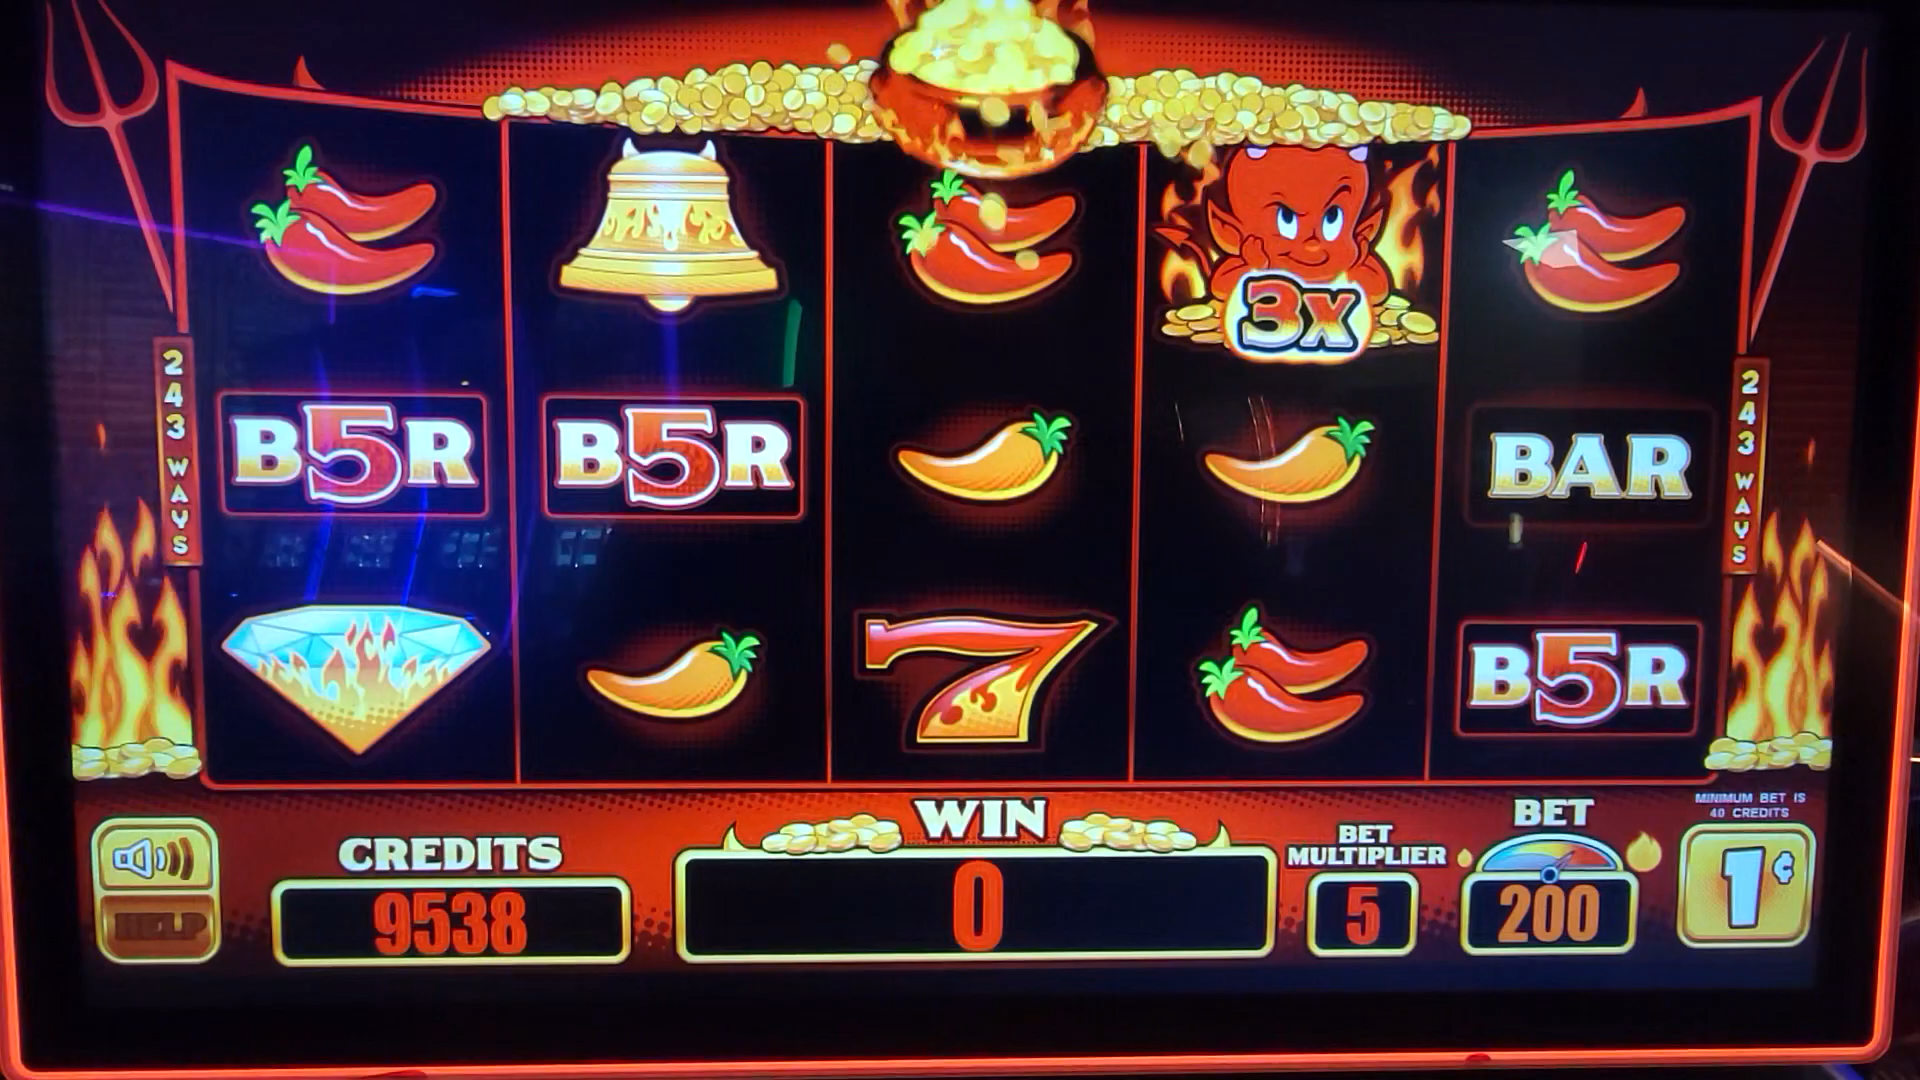 3x
B5R
B5R
BAR
B5R
243 WAYS
243 WAYS
MINIMUM BET IS
40 CREDITS
CREDITS
9538
WIN
0
BET
MULTIPLIER
5
BET
200
1¢
HELP